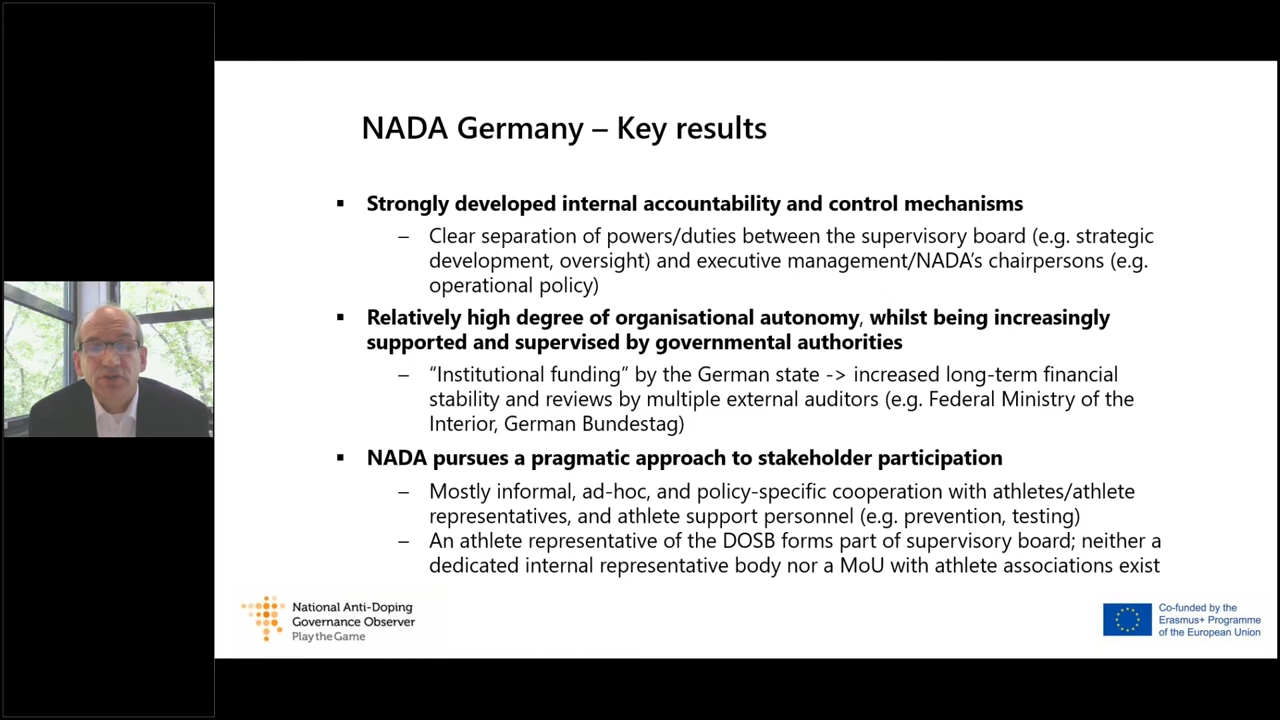 NADA Germany – Key results
▪ Strongly developed internal accountability and control mechanisms
– Clear separation of powers/duties between the supervisory board (e.g. strategic
development, oversight) and executive management/NADA's chairpersons (e.g.
operational policy)
▪ Relatively high degree of organisational autonomy, whilst being increasingly
supported and supervised by governmental authorities
– “Institutional funding” by the German state -> increased long-term financial
stability and reviews by multiple external auditors (e.g. Federal Ministry of the
Interior, German Bundestag)
▪ NADA pursues a pragmatic approach to stakeholder participation
– Mostly informal, ad-hoc, and policy-specific cooperation with athletes/athlete
representatives, and athlete support personnel (e.g. prevention, testing)
– An athlete representative of the DOSB forms part of supervisory board; neither a
dedicated internal representative body nor a MoU with athlete associations exist
National Anti-Doping
Governance Observer
Play the Game
Co-funded by the
Erasmus+ Programme
of the European Union